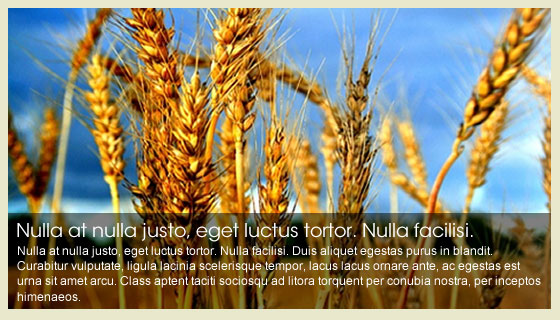 Nulla at nulla justo, eget luctus tortor. Nulla facilisi.
Nulla at nulla justo, eget luctus tortor. Nulla facilisi. Duis aliquet egestas purus in blandit.
Curabitur vulputate, ligula lacinia scelerisque tempor, lacus lacus ornare ante, ac egestas est
urna sit amet arcu. Class aptent taciti sociosqu ad litora torquent per conubia nostra, per inceptos
himenaeos.